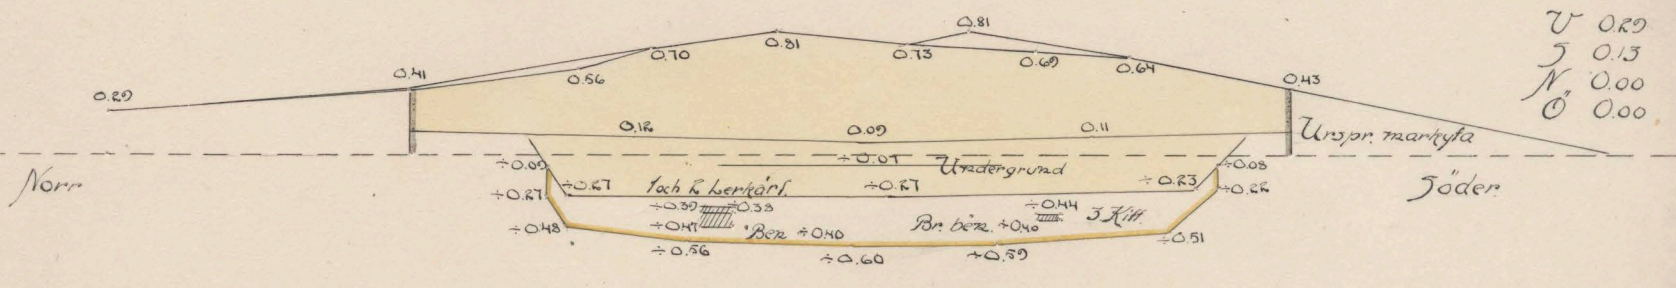 0.81
V 0.29
S 0.13
N. 0.00
Ö 0.00
0.29 0.41 0.56 0.70 0.81 0.73 0.69 0.64 0.43
0.12 0.09 0.11 Urspr. markyta
÷0.09 ÷0.07 Undergrund ÷0.08
Norr ÷0.27 ÷0.27 1 och 2 Lerkärl. ÷0.27 ÷0.23 ÷0.22 Söder.
÷0.39 ÷0.38 ÷0.44 3 Kitt.
÷0.48 ÷0.47 Ben ÷0.40 Br. ben. ÷0.40 ÷0.51
÷0.56 ÷0.60 ÷0.59